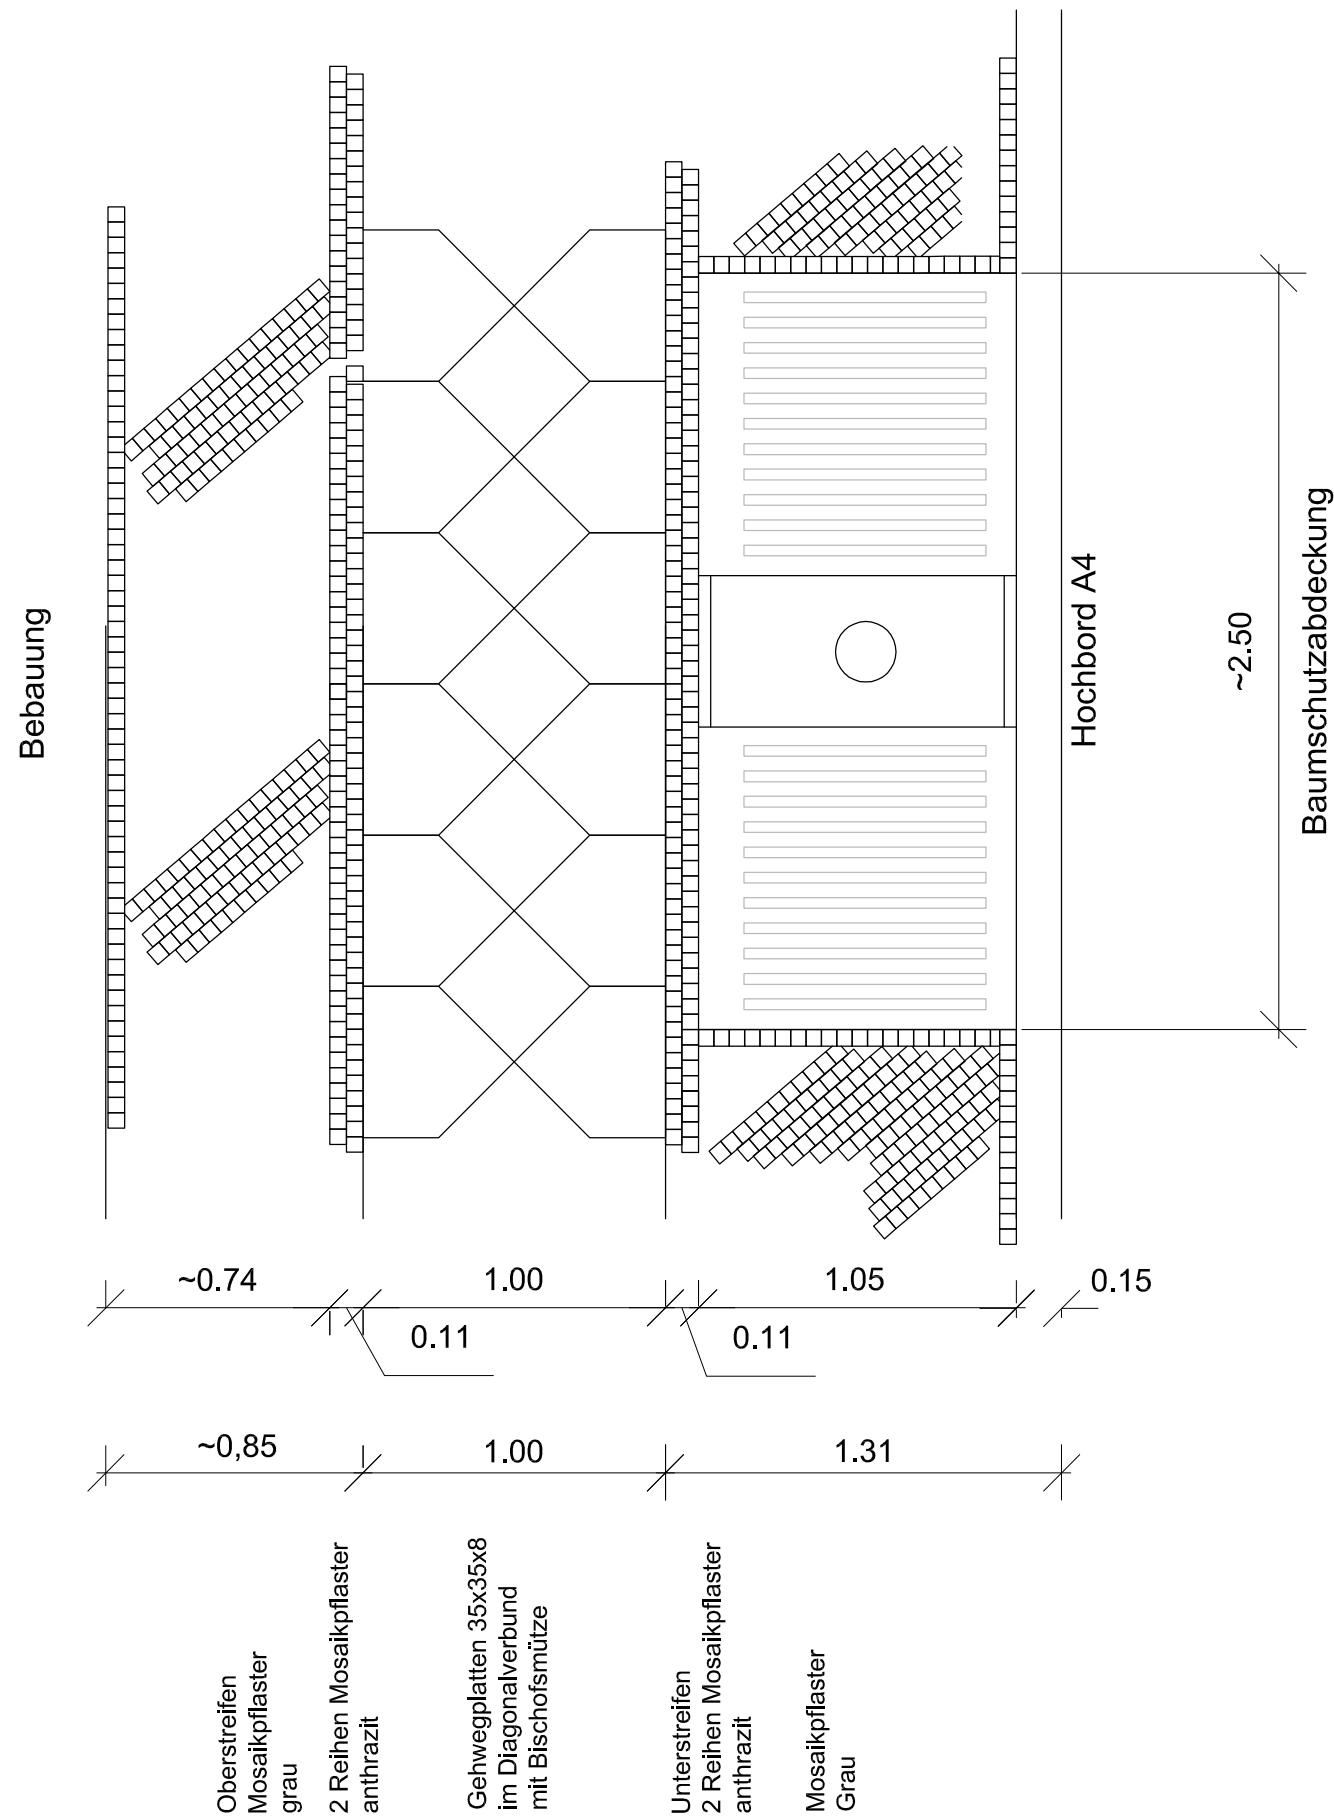 Bebauung
Hochbord A4
~2.50
Baumschutzabdeckung
~0.74
1.00
1.05
0.15
0.11
0.11
~0,85
1.00
1.31
Oberstreifen
Mosaikpflaster
grau
2 Reihen Mosaikpflaster
anthrazit
Gehwegplatten 35x35x8
im Diagonalverbund
mit Bischofsmütze
Unterstreifen
2 Reihen Mosaikpflaster
anthrazit
Mosaikpflaster
Grau